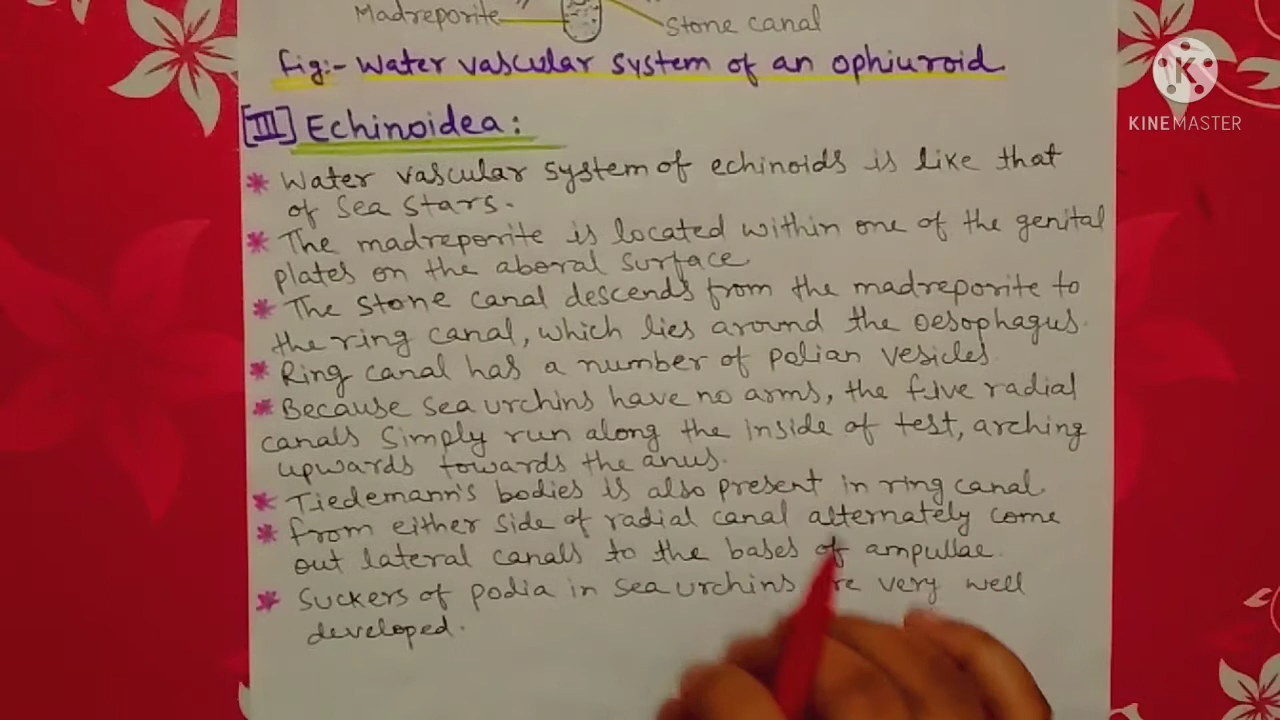 Madreporite
Stone canal
Fig:- Water vascular system of an ophiuroid.
KINEMASTER
[III] Echinoidea:
* Water vascular system of echinoids is like that
of sea stars.
* The madreporite is located within one of the genital
plates on the aboral surface
* The stone canal descends from the madreporite to
the ring canal, which lies around the oesophagus.
* Ring canal has a number of polian vesicles.
* Because sea urchins have no arms, the five radial
canals simply run along the inside of test, arching
upwards towards the anus.
* Tiedemann's bodies is also present in ring canal.
* From either side of radial canal alternately come
out lateral canals to the bases of ampullae.
* Suckers of podia in sea urchins are very well
developed.